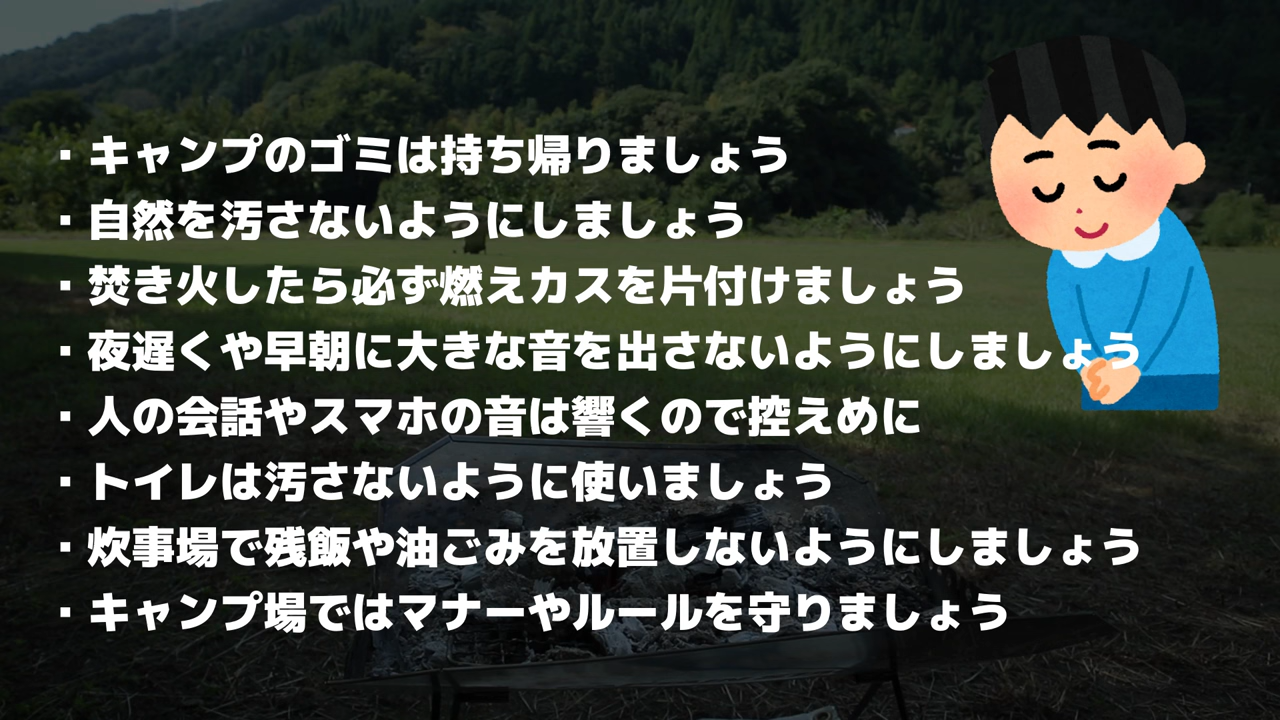 ・キャンプのゴミは持ち帰りましょう
・自然を汚さないようにしましょう
・焚き火したら必ず燃えカスを片付けましょう
・夜遅くや早朝に大きな音を出さないようにしましょう
・人の会話やスマホの音は響くので控えめに
・トイレは汚さないように使いましょう
・炊事場で残飯や油ごみを放置しないようにしましょう
・キャンプ場ではマナーやルールを守りましょう